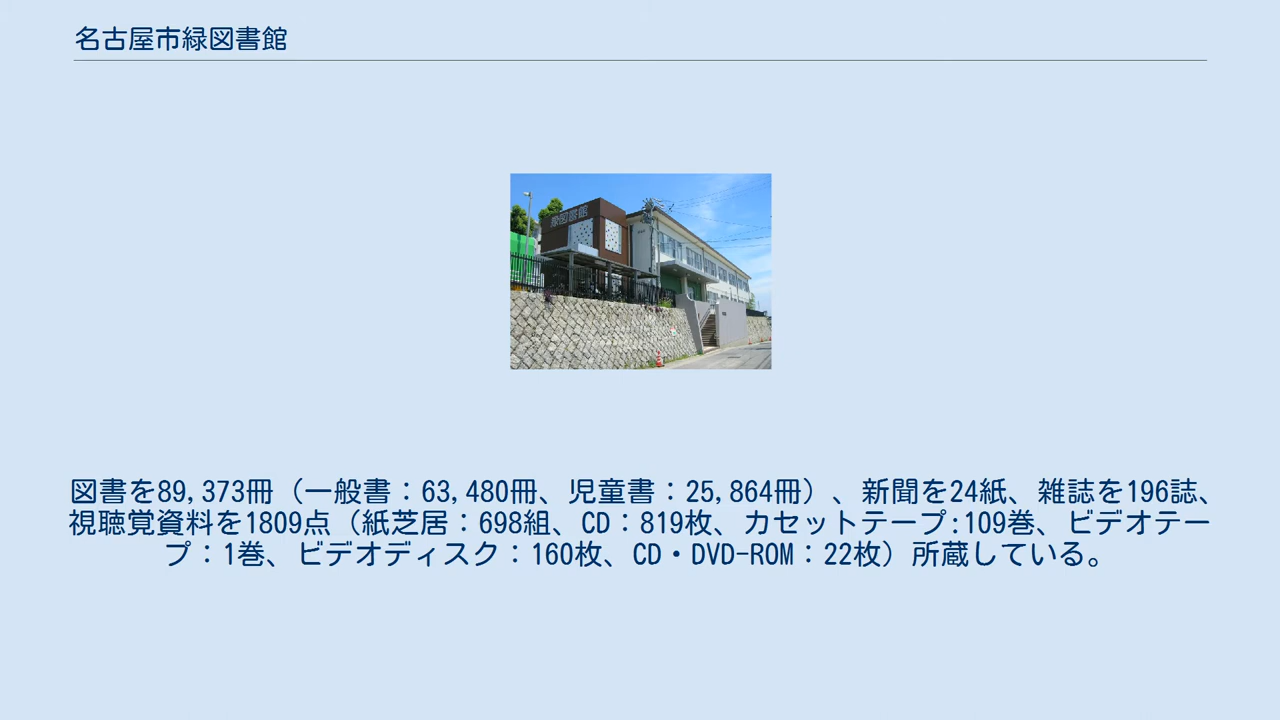 名古屋市緑図書館
緑図書館
図書を89,373冊（一般書：63,480冊、児童書：25,864冊）、新聞を24紙、雑誌を196誌、
視聴覚資料を1809点（紙芝居：698組、CD：819枚、カセットテープ:109巻、ビデオテー
プ：1巻、ビデオディスク：160枚、CD・DVD-ROM：22枚）所蔵している。